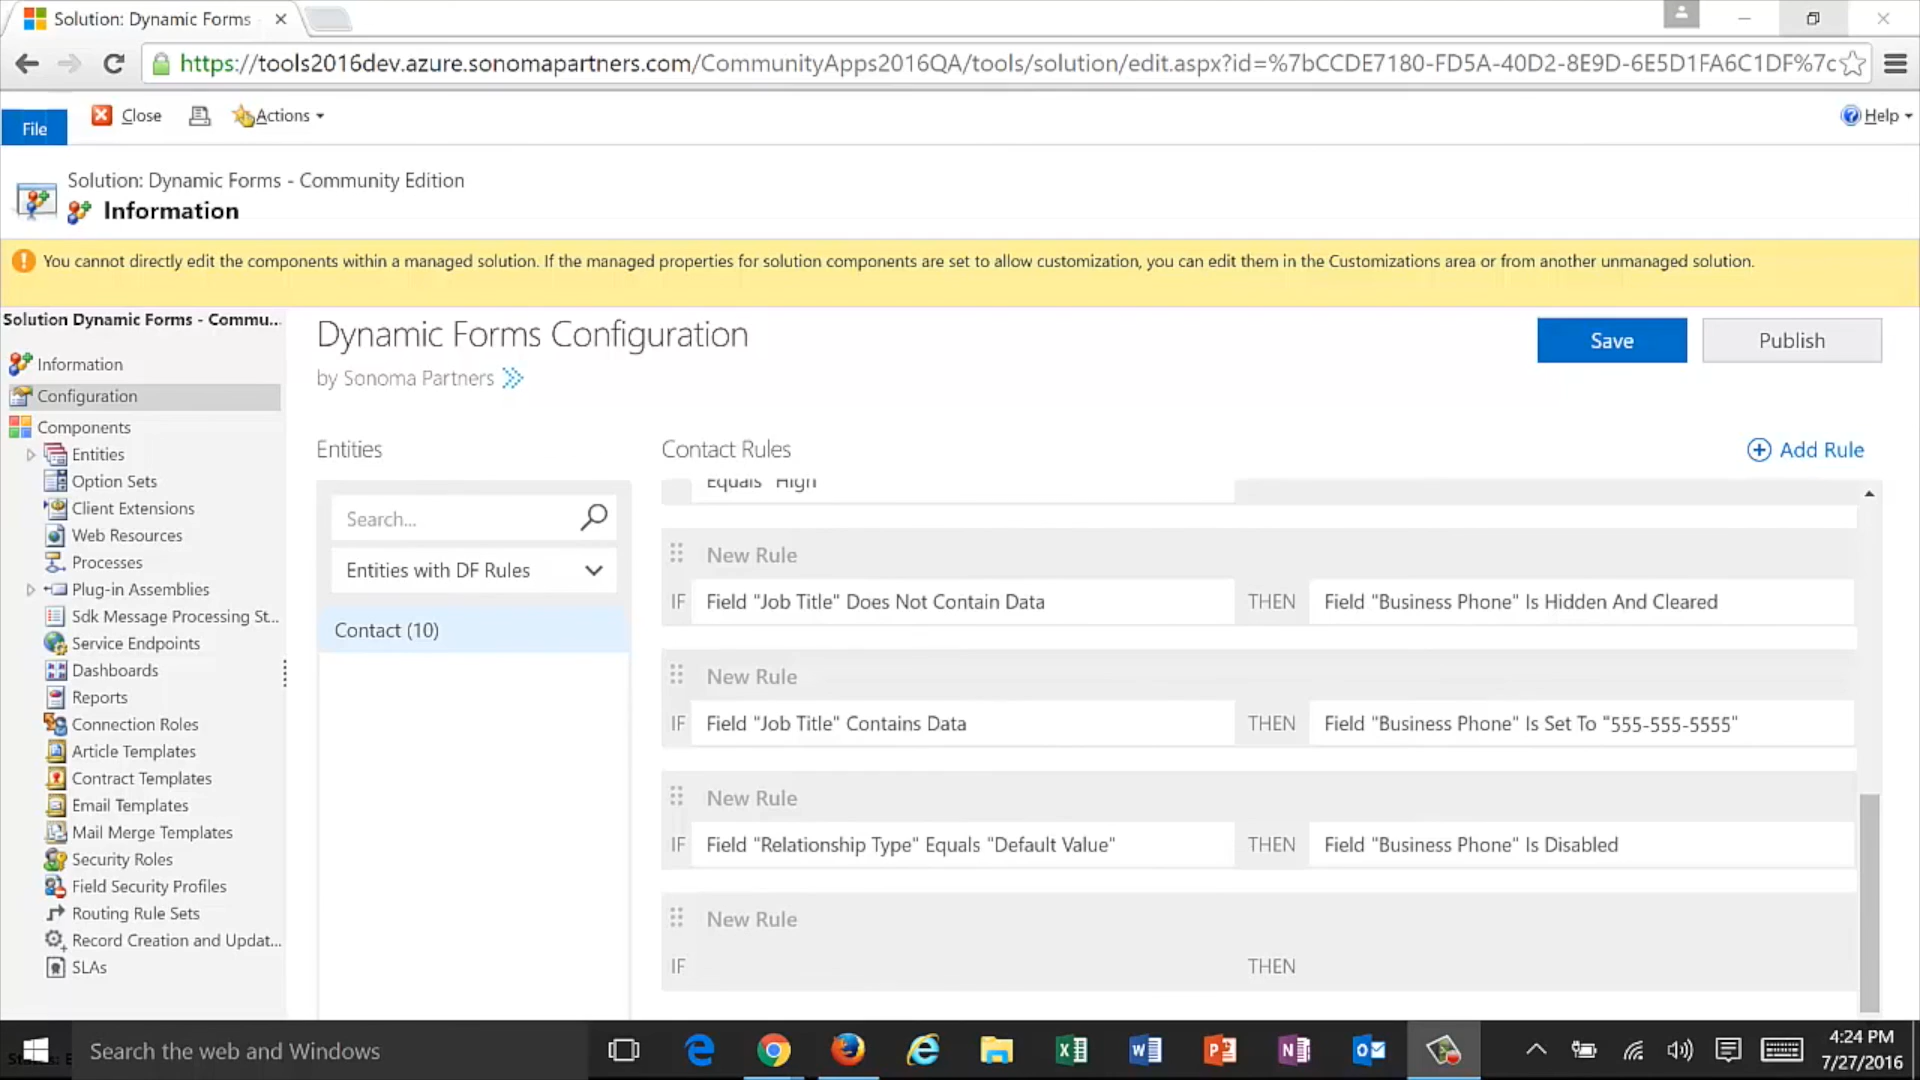 Solution: Dynamic Forms
https://tools2016dev.azure.sonomapartners.com/CommunityApps2016QA/tools/solution/edit.aspx?id=%7bCCDE7180-FD5A-40D2-8E9D-6E5D1FA6C1DF%7c
File
Close
Actions
Help
Solution: Dynamic Forms - Community Edition
Information
You cannot directly edit the components within a managed solution. If the managed properties for solution components are set to allow customization, you can edit them in the Customizations area or from another unmanaged solution.
Solution Dynamic Forms - Commu...
Information
Configuration
Components
Entities
Option Sets
Client Extensions
Web Resources
Processes
Plug-in Assemblies
Sdk Message Processing St...
Service Endpoints
Dashboards
Reports
Connection Roles
Article Templates
Contract Templates
Email Templates
Mail Merge Templates
Security Roles
Field Security Profiles
Routing Rule Sets
Record Creation and Updat...
SLAs
Dynamic Forms Configuration
by Sonoma Partners
Save
Publish
Entities
Search...
Entities with DF Rules
Contact (10)
Contact Rules
Add Rule
Equals "High"
New Rule
IF Field "Job Title" Does Not Contain Data THEN Field "Business Phone" Is Hidden And Cleared
New Rule
IF Field "Job Title" Contains Data THEN Field "Business Phone" Is Set To "555-555-5555"
New Rule
IF Field "Relationship Type" Equals "Default Value" THEN Field "Business Phone" Is Disabled
New Rule
IF THEN
Search the web and Windows
4:24 PM
7/27/2016